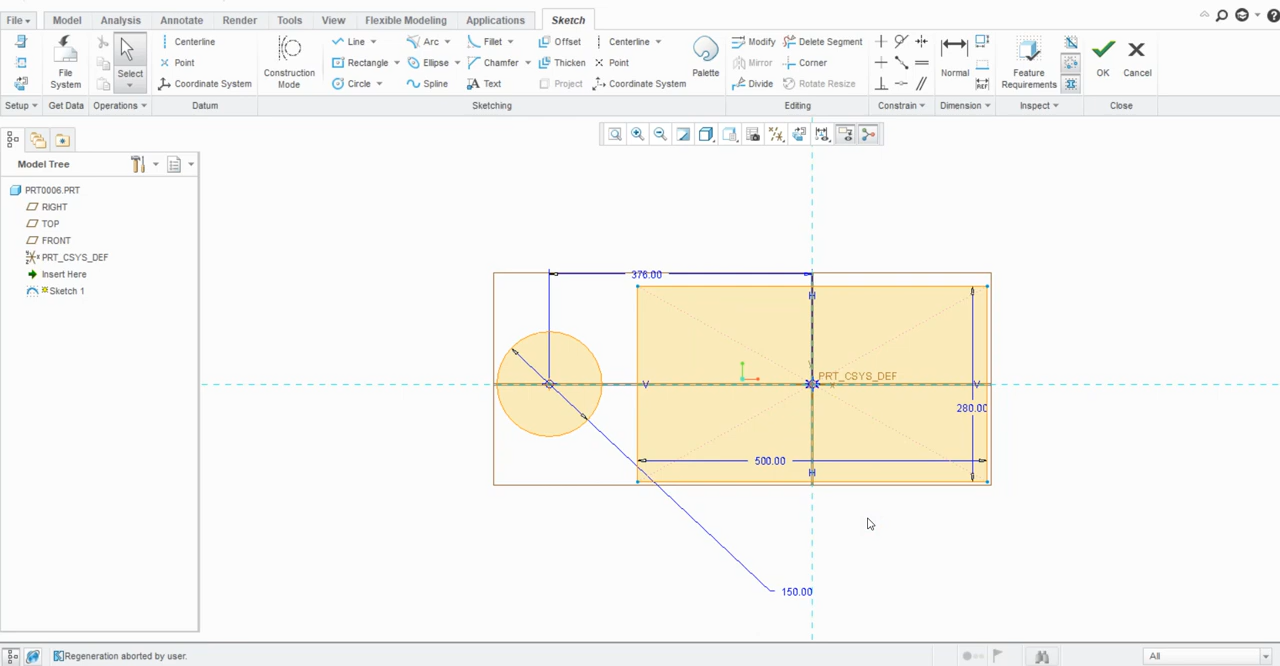 File Model Analysis Annotate Render Tools View Flexible Modeling Applications Sketch
Centerline Line Arc Fillet Offset Centerline Modify Delete Segment
Point Rectangle Ellipse Chamfer Thicken Point Mirror Corner
Coordinate System Circle Spline Text Project Coordinate System Divide Rotate Resize
File System
Select
Construction Mode
Palette
Normal
REF
Feature Requirements
OK
Cancel
Setup Get Data Operations Datum Sketching Editing Constrain Dimension Inspect Close
Model Tree
PRT0006.PRT
RIGHT
TOP
FRONT
PRT_CSYS_DEF
Insert Here
Sketch 1
376.00
H
V
PRT_CSYS_DEF
V
280.00
500.00
H
150.00
Regeneration aborted by user.
All